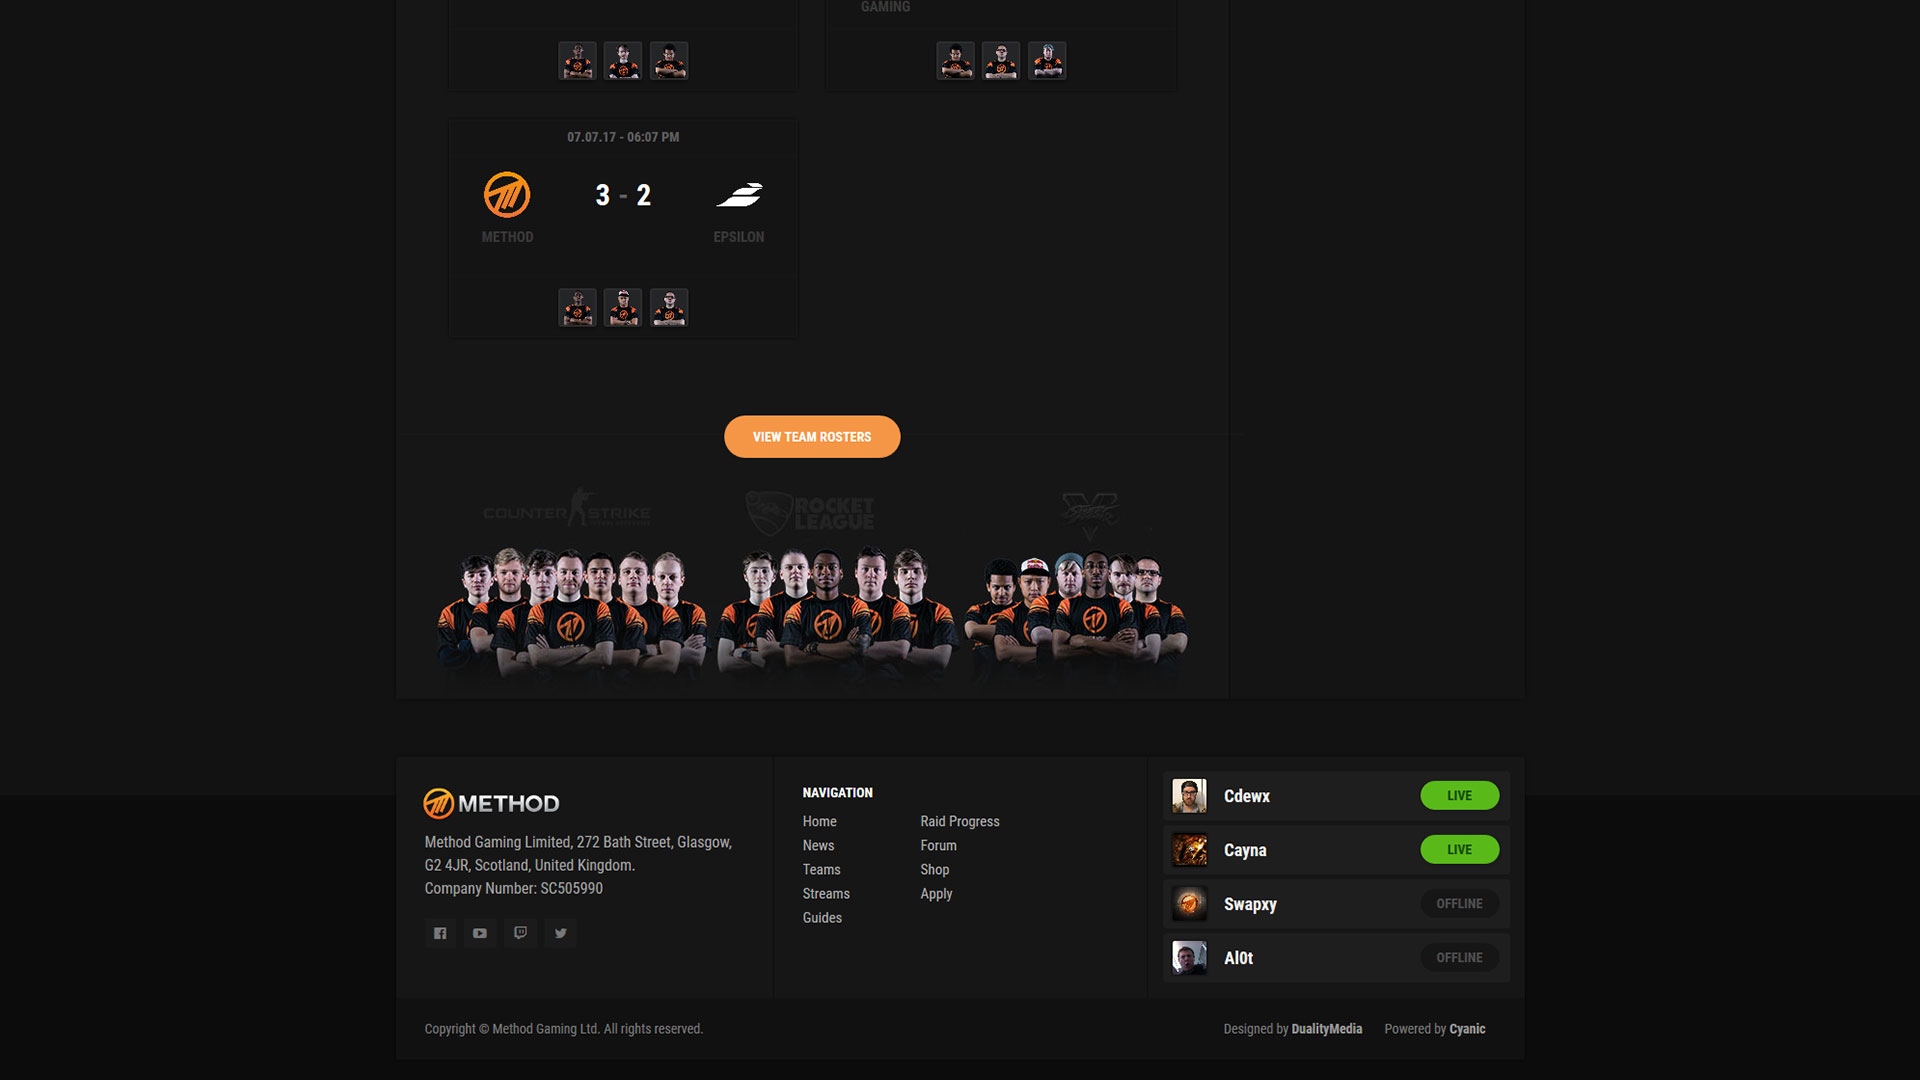 GAMING
07.07.17 - 06:07 PM
3 - 2
METHOD
EPSILON
VIEW TEAM ROSTERS
COUNTER STRIKE
ROCKET
LEAGUE
METHOD
Method Gaming Limited, 272 Bath Street, Glasgow,
G2 4JR, Scotland, United Kingdom.
Company Number: SC505990
NAVIGATION
Home
News
Teams
Streams
Guides
Raid Progress
Forum
Shop
Apply
Cdewx
LIVE
Cayna
LIVE
Swapxy
OFFLINE
Al0t
OFFLINE
Copyright © Method Gaming Ltd. All rights reserved.
Designed by DualityMedia
Powered by Cyanic